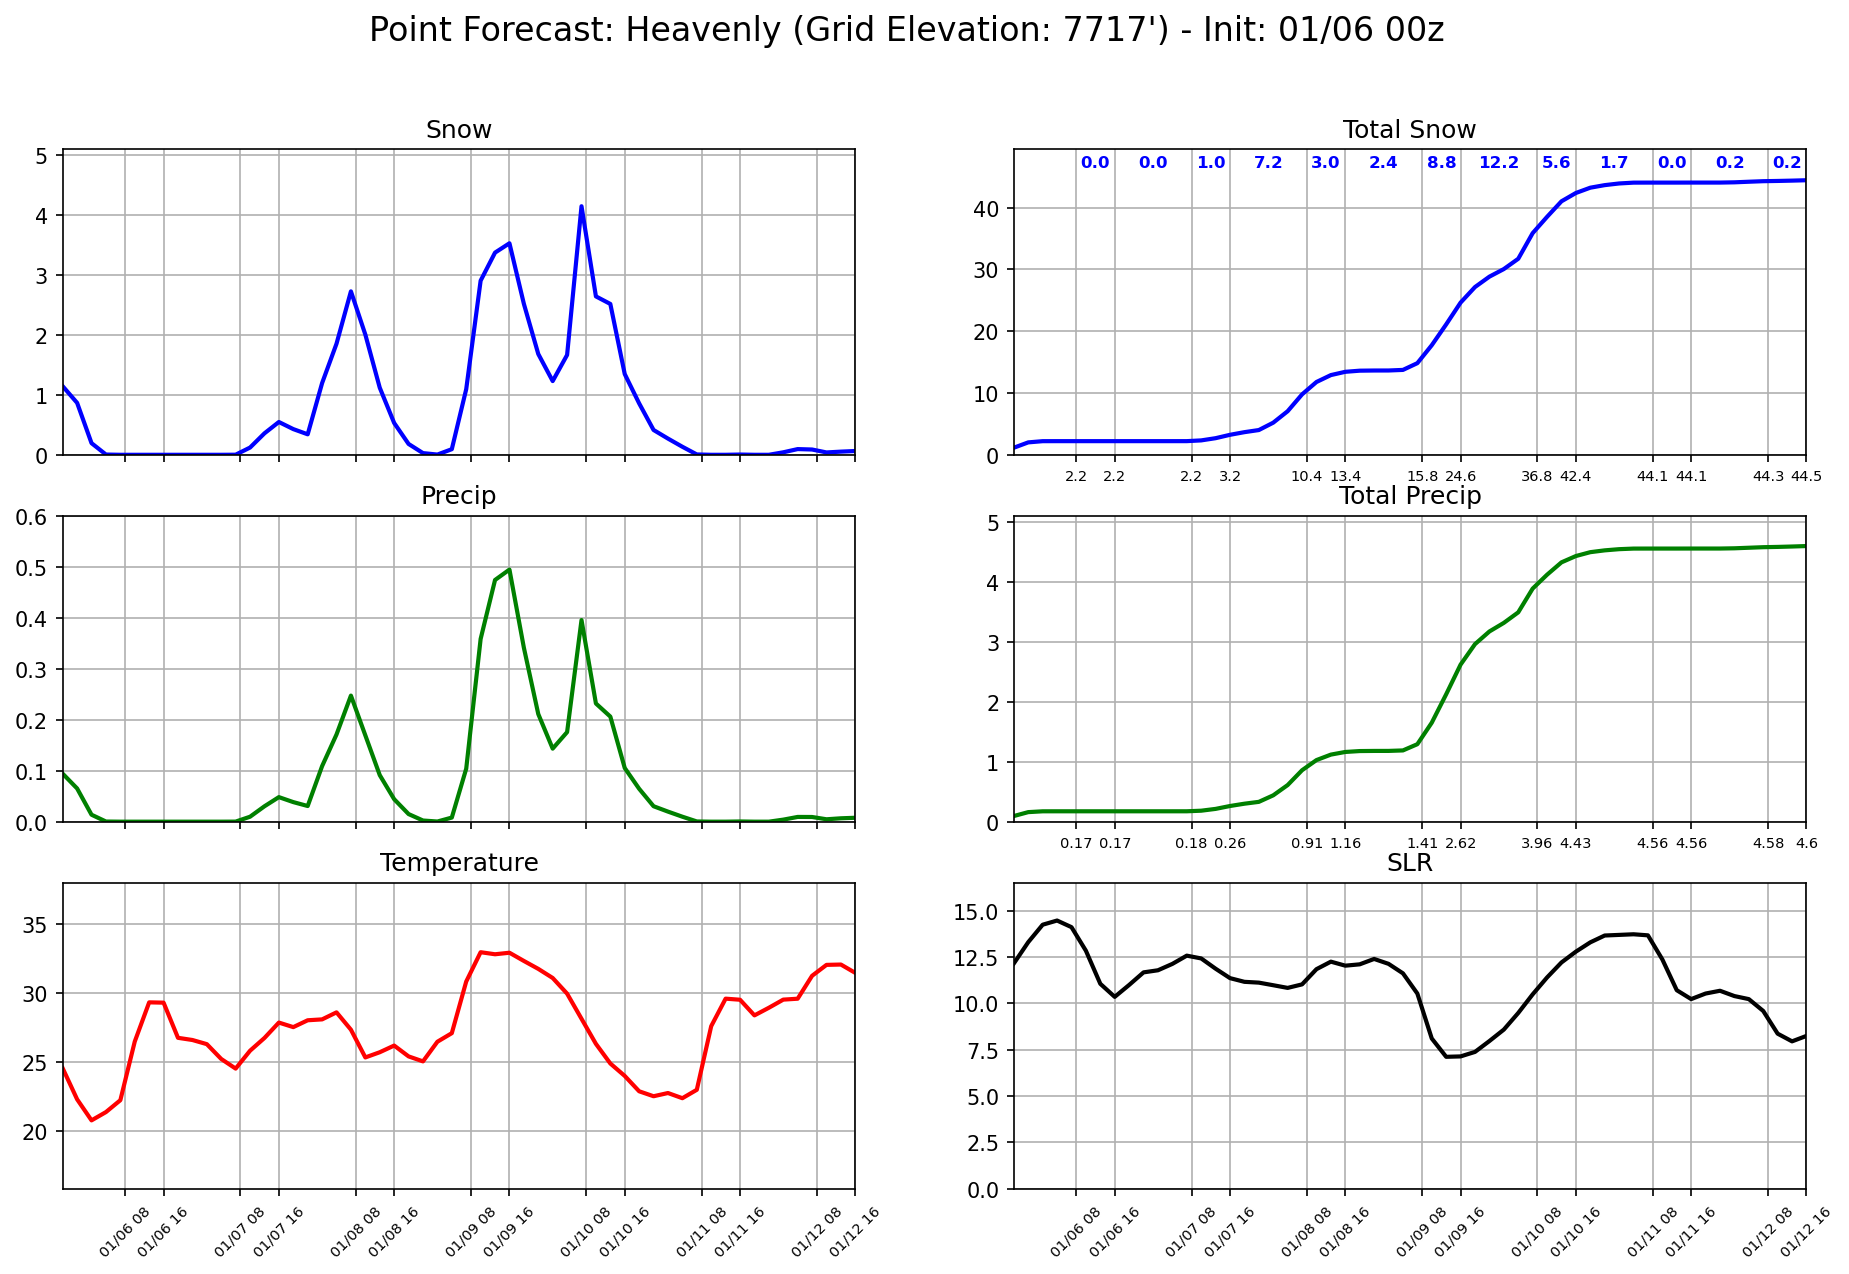 Point Forecast: Heavenly (Grid Elevation: 7717') - Init: 01/06 00z
Snow
5
4
3
2
1
0
Total Snow
0.0 0.0 1.0 7.2 3.0 2.4 8.8 12.2 5.6 1.7 0.0 0.2 0.2
40
30
20
10
0
2.2 2.2 2.2 3.2 10.4 13.4 15.8 24.6 36.8 42.4 44.1 44.1 44.3 44.5
Precip
0.6
0.5
0.4
0.3
0.2
0.1
0.0
Total Precip
5
4
3
2
1
0
0.17 0.17 0.18 0.26 0.91 1.16 1.41 2.62 3.96 4.43 4.56 4.56 4.58 4.6
Temperature
35
30
25
20
01/06 08 01/06 16 01/07 08 01/07 16 01/08 08 01/08 16 01/09 08 01/09 16 01/10 08 01/10 16 01/11 08 01/11 16 01/12 08 01/12 16
SLR
15.0
12.5
10.0
7.5
5.0
2.5
0.0
01/06 08 01/06 16 01/07 08 01/07 16 01/08 08 01/08 16 01/09 08 01/09 16 01/10 08 01/10 16 01/11 08 01/11 16 01/12 08 01/12 16